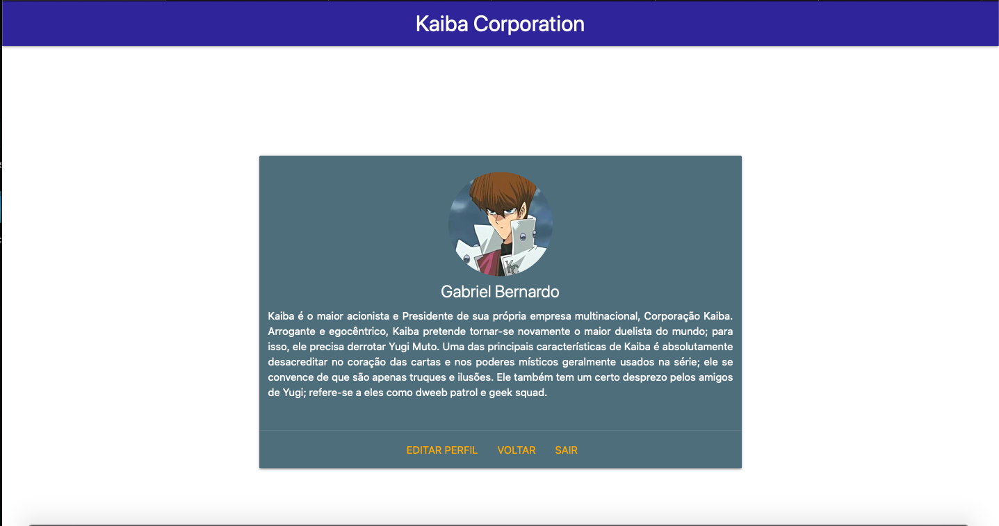 Kaiba Corporation
KC
Gabriel Bernardo
Kaiba é o maior acionista e Presidente de sua própria empresa multinacional, Corporação Kaiba.
Arrogante e egocêntrico, Kaiba pretende tornar-se novamente o maior duelista do mundo; para
isso, ele precisa derrotar Yugi Muto. Uma das principais características de Kaiba é absolutamente
desacreditar no coração das cartas e nos poderes místicos geralmente usados na série; ele se
convence de que são apenas truques e ilusões. Ele também tem um certo desprezo pelos amigos
de Yugi; refere-se a eles como dweeb patrol e geek squad.
EDITAR PERFIL VOLTAR SAIR